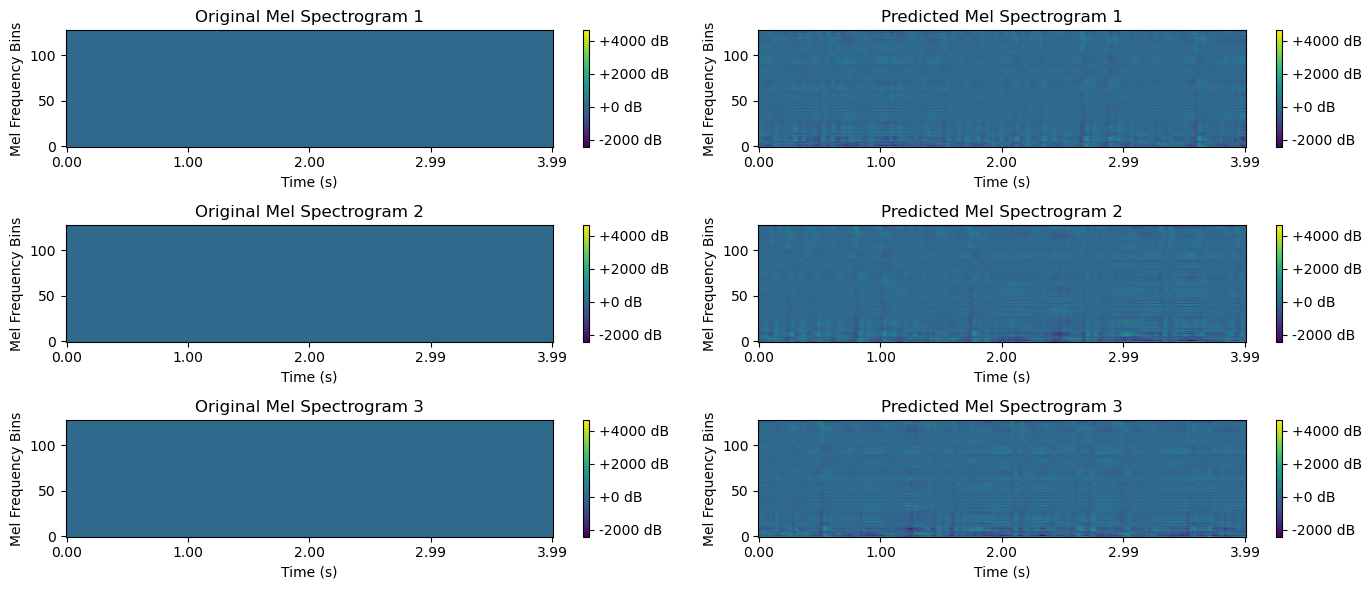 Original Mel Spectrogram 1
Mel Frequency Bins
100
50
0
0.00 1.00 2.00 2.99 3.99
Time (s)
+4000 dB
+2000 dB
+0 dB
-2000 dB
Predicted Mel Spectrogram 1
Mel Frequency Bins
100
50
0
0.00 1.00 2.00 2.99 3.99
Time (s)
+4000 dB
+2000 dB
+0 dB
-2000 dB
Original Mel Spectrogram 2
Mel Frequency Bins
100
50
0
0.00 1.00 2.00 2.99 3.99
Time (s)
+4000 dB
+2000 dB
+0 dB
-2000 dB
Predicted Mel Spectrogram 2
Mel Frequency Bins
100
50
0
0.00 1.00 2.00 2.99 3.99
Time (s)
+4000 dB
+2000 dB
+0 dB
-2000 dB
Original Mel Spectrogram 3
Mel Frequency Bins
100
50
0
0.00 1.00 2.00 2.99 3.99
Time (s)
+4000 dB
+2000 dB
+0 dB
-2000 dB
Predicted Mel Spectrogram 3
Mel Frequency Bins
100
50
0
0.00 1.00 2.00 2.99 3.99
Time (s)
+4000 dB
+2000 dB
+0 dB
-2000 dB